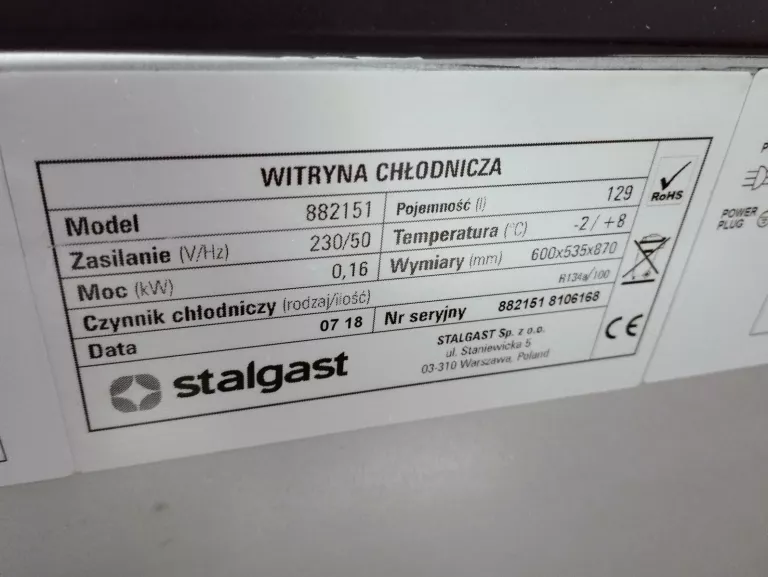 WITRYNA CHŁODNICZA
Model 882151 Pojemność (l) 129
Zasilanie (V/Hz) 230/50 Temperatura (°C) -2 / +8
Moc (kW) 0,16 Wymiary (mm) 600x535x870
Czynnik chłodniczy (rodzaj/ilość) R134a/100
Data 07 18 Nr seryjny 882151 8106168
stalgast
STALGAST Sp. z o.o.
ul. Staniewicka 5
03-310 Warszawa, Poland
RoHS
CE
POWER
PLUG